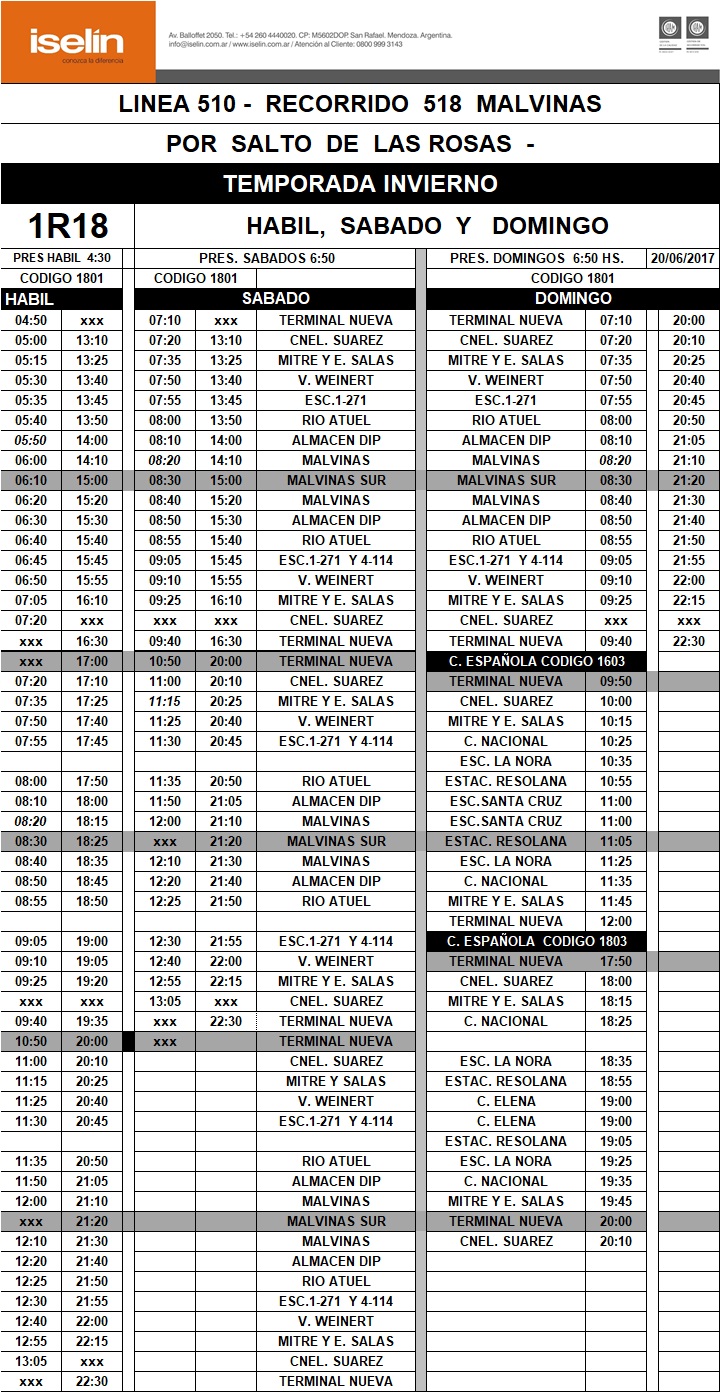 iselín
conozca la diferencia
Av. Balloffet 2050. Tel.: +54 260 4440020. CP: M5602DOP. San Rafael. Mendoza. Argentina.
info@iselin.com.ar / www.iselin.com.ar / Atención al Cliente: 0800 999 3143
LINEA 510 - RECORRIDO 518 MALVINAS
POR SALTO DE LAS ROSAS -
TEMPORADA INVIERNO
1R18 HABIL, SABADO Y DOMINGO
PRES HABIL 4:30 PRES. SABADOS 6:50 PRES. DOMINGOS 6:50 HS. 20/06/2017
CODIGO 1801 CODIGO 1801 CODIGO 1801
HABIL SABADO DOMINGO
04:50 xxx 07:10 xxx TERMINAL NUEVA TERMINAL NUEVA 07:10 20:00
05:00 13:10 07:20 13:10 CNEL. SUAREZ CNEL. SUAREZ 07:20 20:10
05:15 13:25 07:35 13:25 MITRE Y E. SALAS MITRE Y E. SALAS 07:35 20:25
05:30 13:40 07:50 13:40 V. WEINERT V. WEINERT 07:50 20:40
05:35 13:45 07:55 13:45 ESC.1-271 ESC.1-271 07:55 20:45
05:40 13:50 08:00 13:50 RIO ATUEL RIO ATUEL 08:00 20:50
05:50 14:00 08:10 14:00 ALMACEN DIP ALMACEN DIP 08:10 21:05
06:00 14:10 08:20 14:10 MALVINAS MALVINAS 08:20 21:10
06:10 15:00 08:30 15:00 MALVINAS SUR MALVINAS SUR 08:30 21:20
06:20 15:20 08:40 15:20 MALVINAS MALVINAS 08:40 21:30
06:30 15:30 08:50 15:30 ALMACEN DIP ALMACEN DIP 08:50 21:40
06:40 15:40 08:55 15:40 RIO ATUEL RIO ATUEL 08:55 21:50
06:45 15:45 09:05 15:45 ESC.1-271 Y 4-114 ESC.1-271 Y 4-114 09:05 21:55
06:50 15:55 09:10 15:55 V. WEINERT V. WEINERT 09:10 22:00
07:05 16:10 09:25 16:10 MITRE Y E. SALAS MITRE Y E. SALAS 09:25 22:15
07:20 xxx xxx xxx CNEL. SUAREZ CNEL. SUAREZ xxx xxx
xxx 16:30 09:40 16:30 TERMINAL NUEVA TERMINAL NUEVA 09:40 22:30
xxx 17:00 10:50 20:00 TERMINAL NUEVA C. ESPAÑOLA CODIGO 1603
07:20 17:10 11:00 20:10 CNEL. SUAREZ TERMINAL NUEVA 09:50
07:35 17:25 11:15 20:25 MITRE Y E. SALAS CNEL. SUAREZ 10:00
07:50 17:40 11:25 20:40 V. WEINERT MITRE Y E. SALAS 10:15
07:55 17:45 11:30 20:45 ESC.1-271 Y 4-114 C. NACIONAL 10:25
ESC. LA NORA 10:35
08:00 17:50 11:35 20:50 RIO ATUEL ESTAC. RESOLANA 10:55
08:10 18:00 11:50 21:05 ALMACEN DIP ESC.SANTA CRUZ 11:00
08:20 18:15 12:00 21:10 MALVINAS ESC.SANTA CRUZ 11:00
08:30 18:25 xxx 21:20 MALVINAS SUR ESTAC. RESOLANA 11:05
08:40 18:35 12:10 21:30 MALVINAS ESC. LA NORA 11:25
08:50 18:45 12:20 21:40 ALMACEN DIP C. NACIONAL 11:35
08:55 18:50 12:25 21:50 RIO ATUEL MITRE Y E. SALAS 11:45
TERMINAL NUEVA 12:00
09:05 19:00 12:30 21:55 ESC.1-271 Y 4-114 C. ESPAÑOLA CODIGO 1803
09:10 19:05 12:40 22:00 V. WEINERT TERMINAL NUEVA 17:50
09:25 19:20 12:55 22:15 MITRE Y E. SALAS CNEL. SUAREZ 18:00
xxx xxx 13:05 xxx CNEL. SUAREZ MITRE Y E. SALAS 18:15
09:40 19:35 xxx 22:30 TERMINAL NUEVA C. NACIONAL 18:25
10:50 20:00 xxx TERMINAL NUEVA
11:00 20:10 CNEL. SUAREZ ESC. LA NORA 18:35
11:15 20:25 MITRE Y SALAS ESTAC. RESOLANA 18:55
11:25 20:40 V. WEINERT C. ELENA 19:00
11:30 20:45 ESC.1-271 Y 4-114 C. ELENA 19:00
ESTAC. RESOLANA 19:05
11:35 20:50 RIO ATUEL ESC. LA NORA 19:25
11:50 21:05 ALMACEN DIP C. NACIONAL 19:35
12:00 21:10 MALVINAS MITRE Y E. SALAS 19:45
xxx 21:20 MALVINAS SUR TERMINAL NUEVA 20:00
12:10 21:30 MALVINAS CNEL. SUAREZ 20:10
12:20 21:40 ALMACEN DIP
12:25 21:50 RIO ATUEL
12:30 21:55 ESC.1-271 Y 4-114
12:40 22:00 V. WEINERT
12:55 22:15 MITRE Y E. SALAS
13:05 xxx CNEL. SUAREZ
xxx 22:30 TERMINAL NUEVA